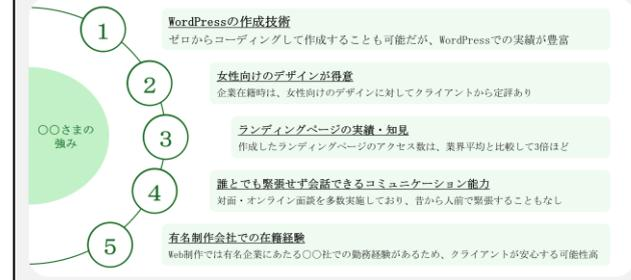 〇〇さまの
強み
1
WordPressの作成技術
ゼロからコーディングして作成することも可能だが、WordPressでの実績が豊富
2
女性向けのデザインが得意
企業在籍時は、女性向けのデザインに対してクライアントから定評あり
3
ランディングページの実績・知見
作成したランディングページのアクセス数は、業界平均と比較して3倍ほど
4
誰とでも緊張せず会話できるコミュニケーション能力
対面・オンライン面談を多数実施しており、昔から人前で緊張することもなし
5
有名制作会社での在籍経験
Web制作では有名企業にあたる〇〇社での勤務経験があるため、クライアントが安心する可能性高